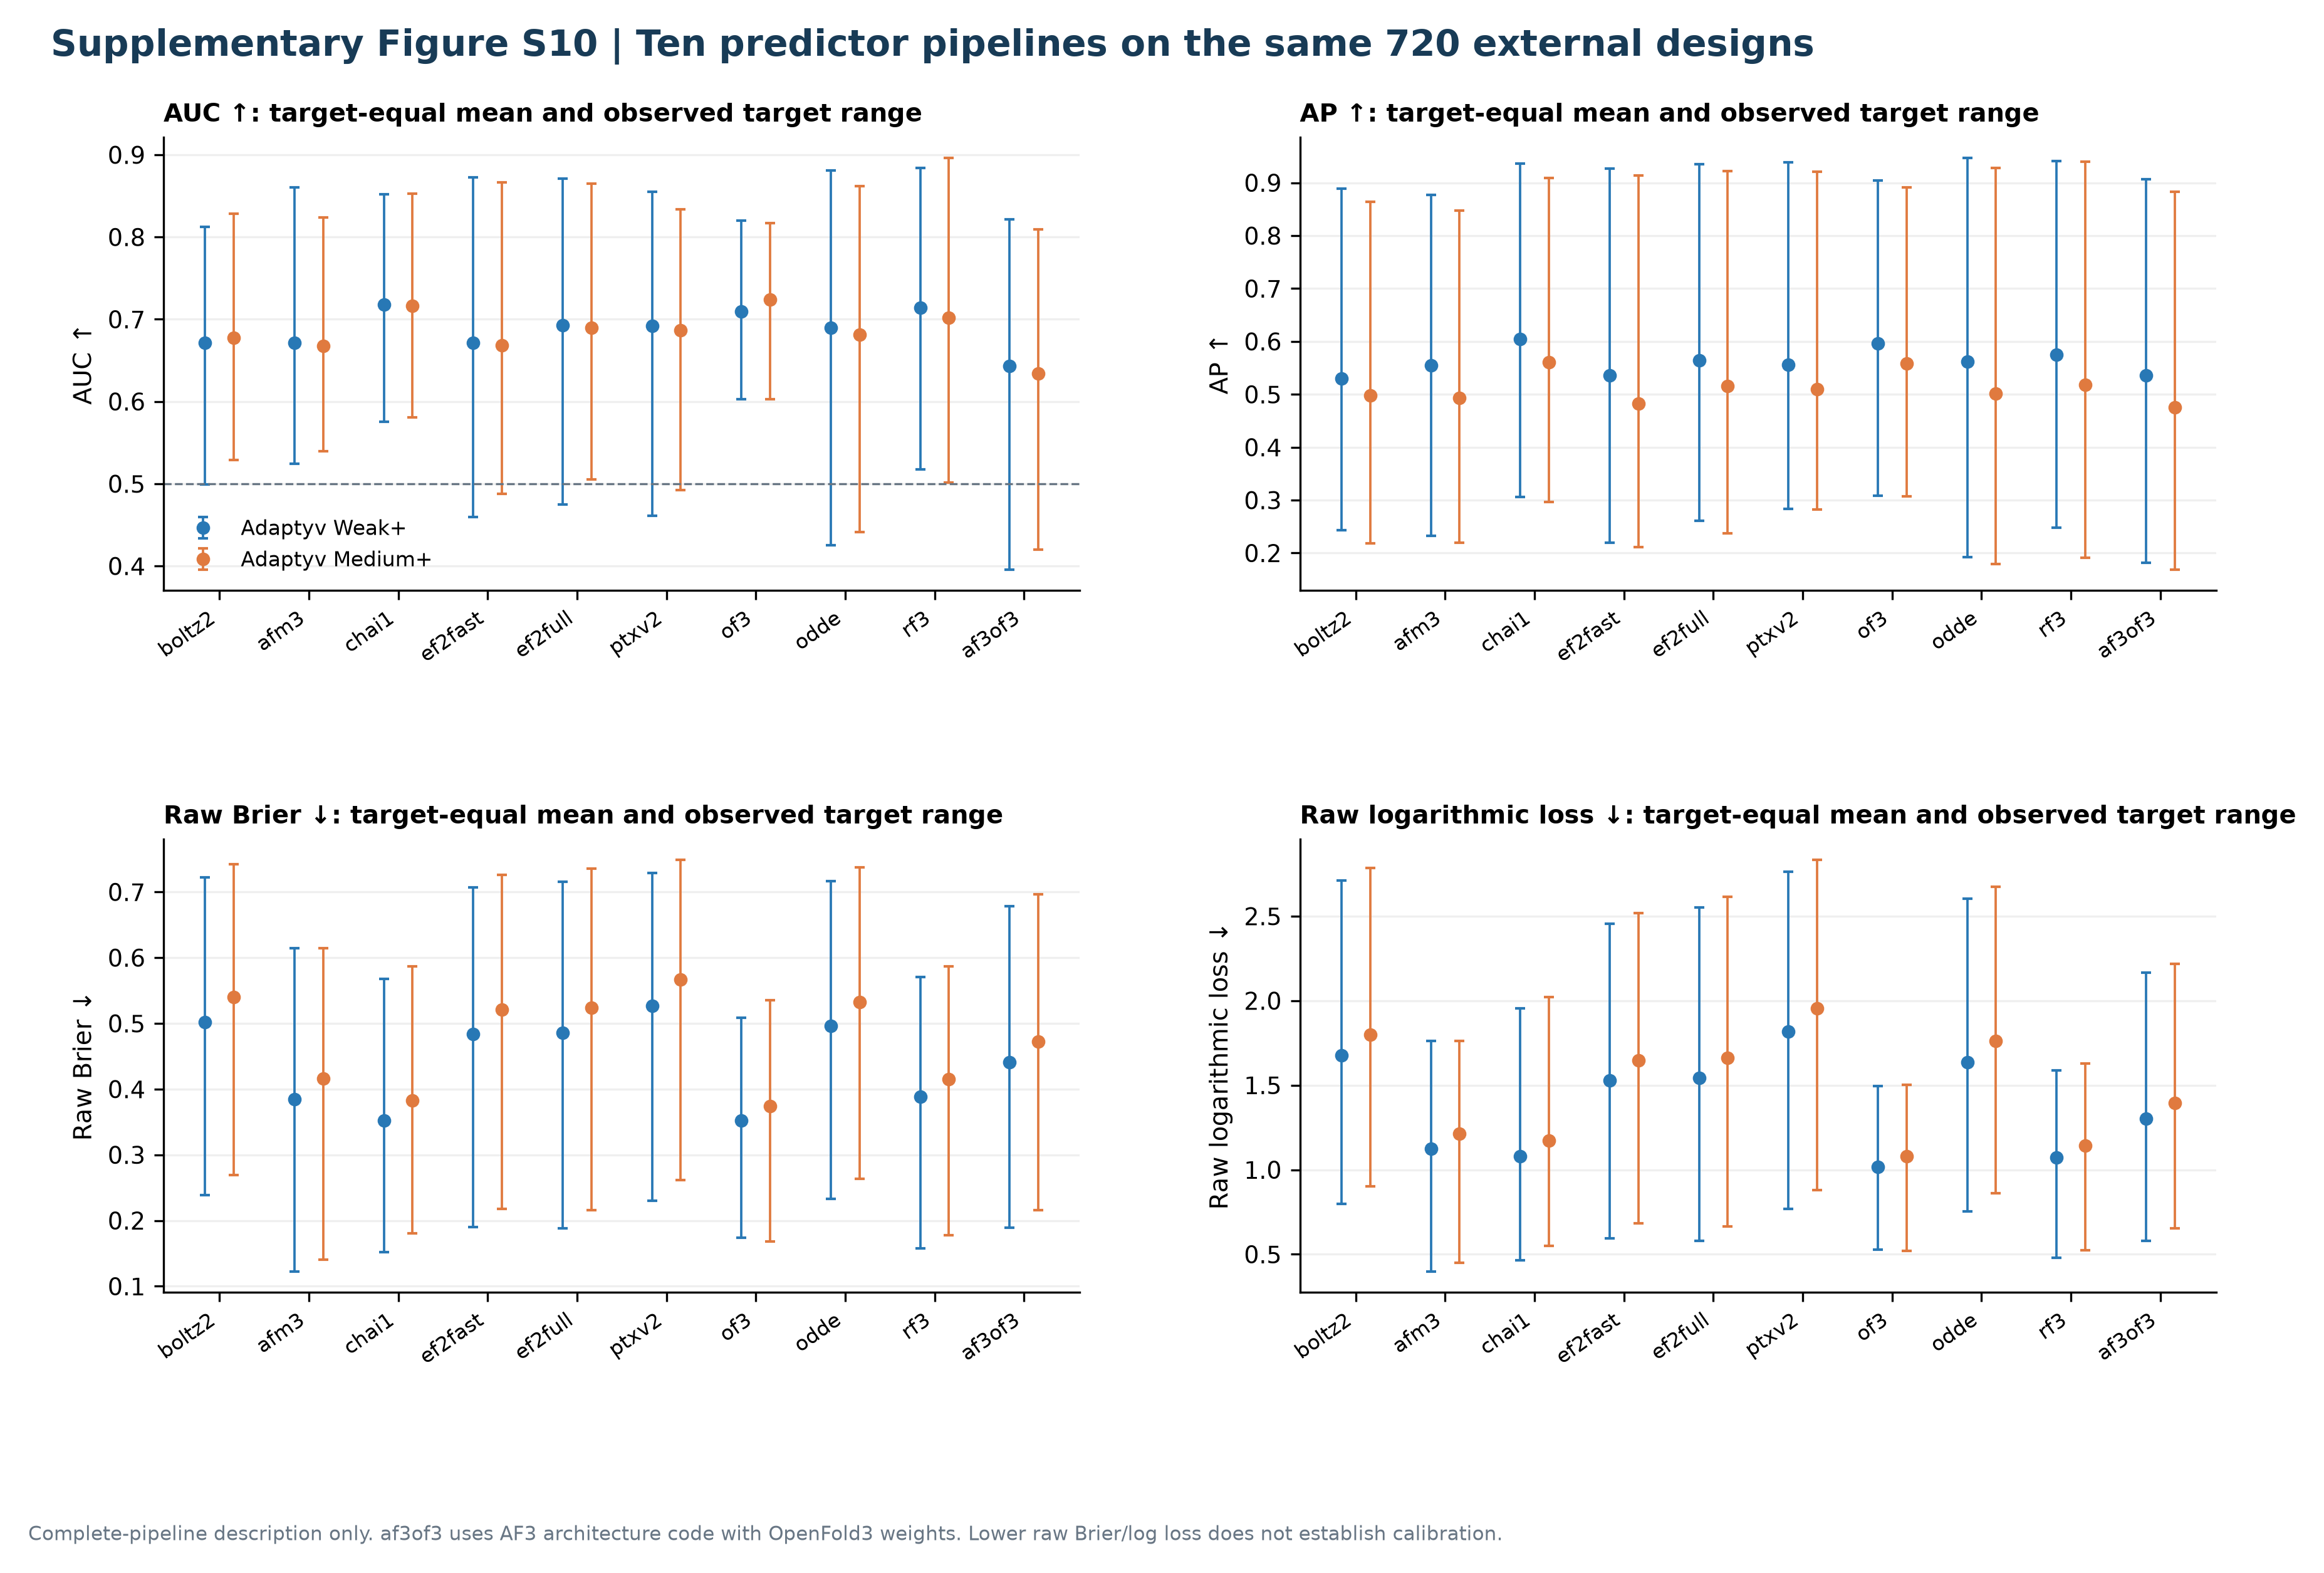 Supplementary Figure S10 | Ten predictor pipelines on the same 720 external designs
AUC ↑: target-equal mean and observed target range
AUC ↑
0.9
0.8
0.7
0.6
0.5
0.4
Adaptyv Weak+
Adaptyv Medium+
boltz2
afm3
chai1
ef2fast
ef2full
ptxv2
of3
odde
rf3
af3of3
AP ↑: target-equal mean and observed target range
AP ↑
0.9
0.8
0.7
0.6
0.5
0.4
0.3
0.2
boltz2
afm3
chai1
ef2fast
ef2full
ptxv2
of3
odde
rf3
af3of3
Raw Brier ↓: target-equal mean and observed target range
Raw Brier ↓
0.7
0.6
0.5
0.4
0.3
0.2
0.1
boltz2
afm3
chai1
ef2fast
ef2full
ptxv2
of3
odde
rf3
af3of3
Raw logarithmic loss ↓: target-equal mean and observed target range
Raw logarithmic loss ↓
2.5
2.0
1.5
1.0
0.5
boltz2
afm3
chai1
ef2fast
ef2full
ptxv2
of3
odde
rf3
af3of3
Complete-pipeline description only. af3of3 uses AF3 architecture code with OpenFold3 weights. Lower raw Brier/log loss does not establish calibration.